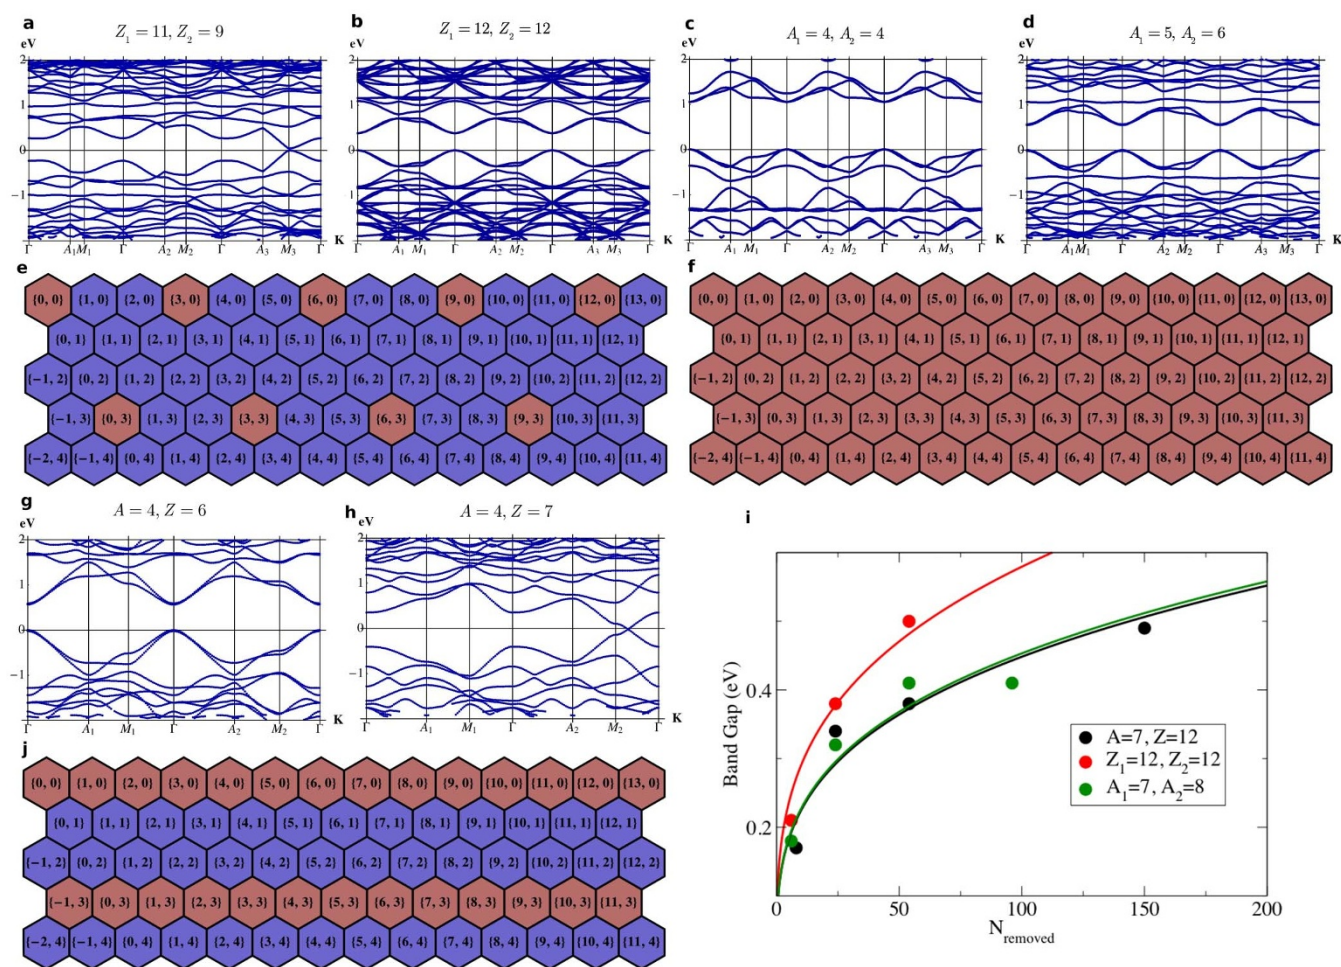 a
Z₁ = 11, Z₂ = 9
eV
2
1
0
−1
Γ A₁ M₁ Γ A₂ M₂ Γ A₃ M₃ Γ
K
b
Z₁ = 12, Z₂ = 12
eV
2
1
0
−1
Γ A₁ M₁ Γ A₂ M₂ Γ A₃ M₃ Γ
K
c
A₁ = 4, A₂ = 4
eV
2
1
0
−1
Γ A₁ M₁ Γ A₂ M₂ Γ A₃ M₃ Γ
K
d
A₁ = 5, A₂ = 6
eV
2
1
0
−1
Γ A₁ M₁ Γ A₂ M₂ Γ A₃ M₃ Γ
K
e
{0, 0} {1, 0} {2, 0} {3, 0} {4, 0} {5, 0} {6, 0} {7, 0} {8, 0} {9, 0} {10, 0} {11, 0} {12, 0} {13, 0}
{0, 1} {1, 1} {2, 1} {3, 1} {4, 1} {5, 1} {6, 1} {7, 1} {8, 1} {9, 1} {10, 1} {11, 1} {12, 1}
{−1, 2} {0, 2} {1, 2} {2, 2} {3, 2} {4, 2} {5, 2} {6, 2} {7, 2} {8, 2} {9, 2} {10, 2} {11, 2} {12, 2}
{−1, 3} {0, 3} {1, 3} {2, 3} {3, 3} {4, 3} {5, 3} {6, 3} {7, 3} {8, 3} {9, 3} {10, 3} {11, 3}
{−2, 4} {−1, 4} {0, 4} {1, 4} {2, 4} {3, 4} {4, 4} {5, 4} {6, 4} {7, 4} {8, 4} {9, 4} {10, 4} {11, 4}
f
{0, 0} {1, 0} {2, 0} {3, 0} {4, 0} {5, 0} {6, 0} {7, 0} {8, 0} {9, 0} {10, 0} {11, 0} {12, 0} {13, 0}
{0, 1} {1, 1} {2, 1} {3, 1} {4, 1} {5, 1} {6, 1} {7, 1} {8, 1} {9, 1} {10, 1} {11, 1} {12, 1}
{−1, 2} {0, 2} {1, 2} {2, 2} {3, 2} {4, 2} {5, 2} {6, 2} {7, 2} {8, 2} {9, 2} {10, 2} {11, 2} {12, 2}
{−1, 3} {0, 3} {1, 3} {2, 3} {3, 3} {4, 3} {5, 3} {6, 3} {7, 3} {8, 3} {9, 3} {10, 3} {11, 3}
{−2, 4} {−1, 4} {0, 4} {1, 4} {2, 4} {3, 4} {4, 4} {5, 4} {6, 4} {7, 4} {8, 4} {9, 4} {10, 4} {11, 4}
g
A = 4, Z = 6
eV
2
1
0
−1
Γ A₁ M₁ Γ A₂ M₂ Γ
K
h
A = 4, Z = 7
eV
2
1
0
−1
Γ A₁ M₁ Γ A₂ M₂ Γ
K
i
Band Gap (eV)
0.4
0.2
0 50 100 150 200
N removed
A=7, Z=12
Z₁=12, Z₂=12
A₁=7, A₂=8
j
{0, 0} {1, 0} {2, 0} {3, 0} {4, 0} {5, 0} {6, 0} {7, 0} {8, 0} {9, 0} {10, 0} {11, 0} {12, 0} {13, 0}
{0, 1} {1, 1} {2, 1} {3, 1} {4, 1} {5, 1} {6, 1} {7, 1} {8, 1} {9, 1} {10, 1} {11, 1} {12, 1}
{−1, 2} {0, 2} {1, 2} {2, 2} {3, 2} {4, 2} {5, 2} {6, 2} {7, 2} {8, 2} {9, 2} {10, 2} {11, 2} {12, 2}
{−1, 3} {0, 3} {1, 3} {2, 3} {3, 3} {4, 3} {5, 3} {6, 3} {7, 3} {8, 3} {9, 3} {10, 3} {11, 3}
{−2, 4} {−1, 4} {0, 4} {1, 4} {2, 4} {3, 4} {4, 4} {5, 4} {6, 4} {7, 4} {8, 4} {9, 4} {10, 4} {11, 4}